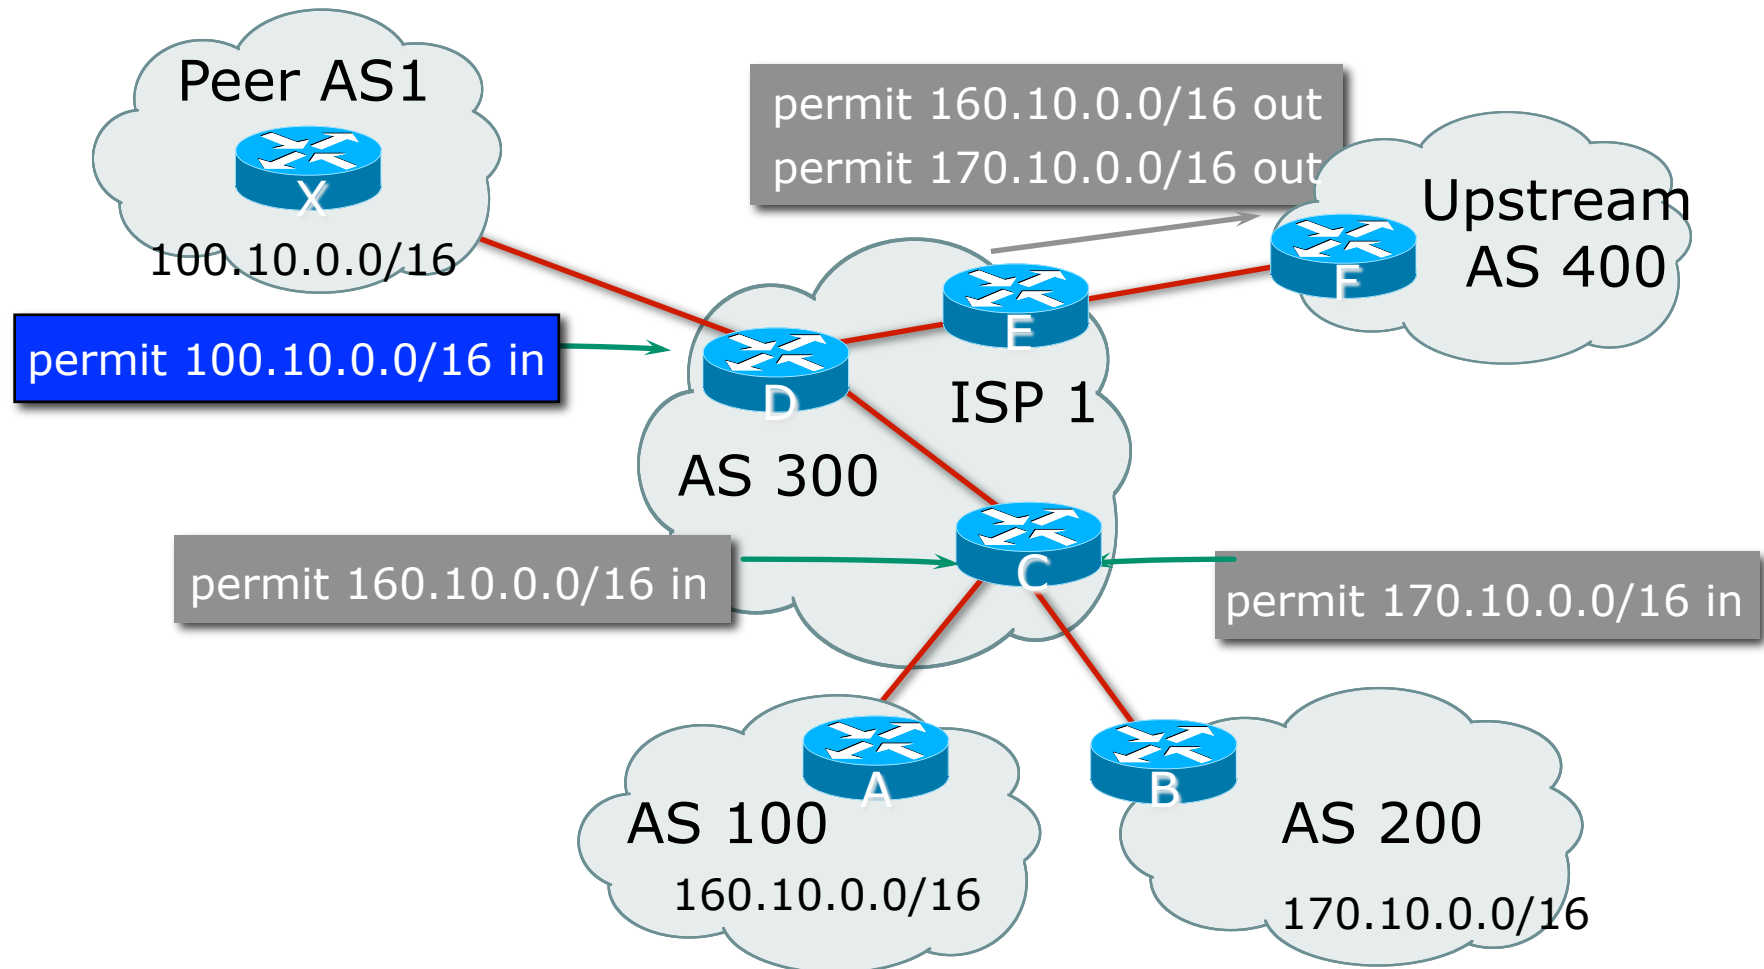 Peer AS1
X
100.10.0.0/16
permit 160.10.0.0/16 out
permit 170.10.0.0/16 out
Upstream
AS 400
F
E
permit 100.10.0.0/16 in
D
ISP 1
AS 300
permit 160.10.0.0/16 in
C
permit 170.10.0.0/16 in
A
B
AS 100
160.10.0.0/16
AS 200
170.10.0.0/16